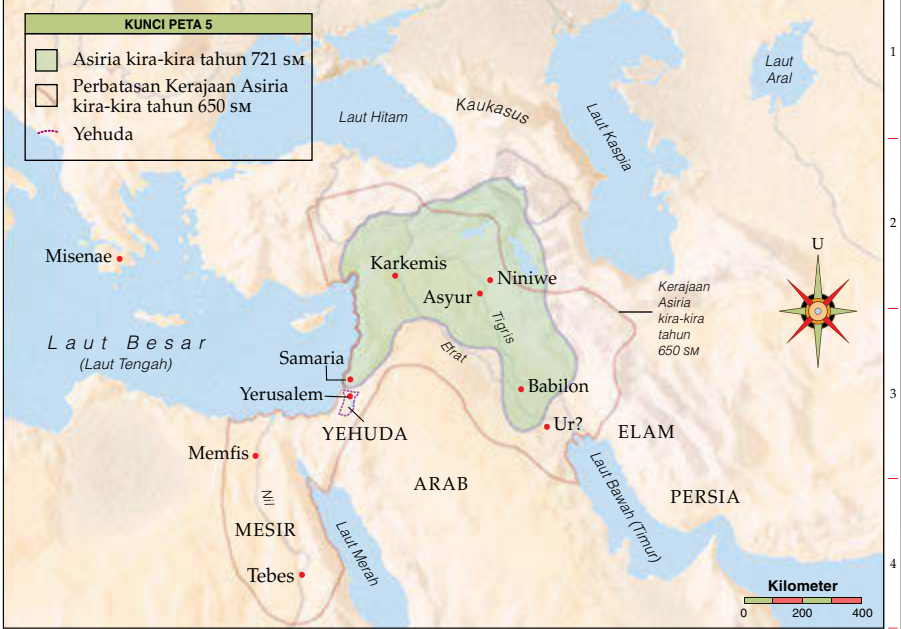 KUNCI PETA 5
Asiria kira-kira tahun 721 SM
Perbatasan Kerajaan Asiria
kira-kira tahun 650 SM
Yehuda
1
2
3
4
Laut Hitam
Kaukasus
Laut Kaspia
Laut
Aral
Misenae
Karkemis
Niniwe
Asyur
Tigris
Efrat
U
Kerajaan
Asiria
kira-kira
tahun
650 SM
Laut Besar
(Laut Tengah)
Samaria
Yerusalem
YEHUDA
Babilon
Ur?
ELAM
Memfis
ARAB
Nil
MESIR
Laut Merah
Laut Bawah (Timur)
PERSIA
Tebes
Kilometer
0 200 400